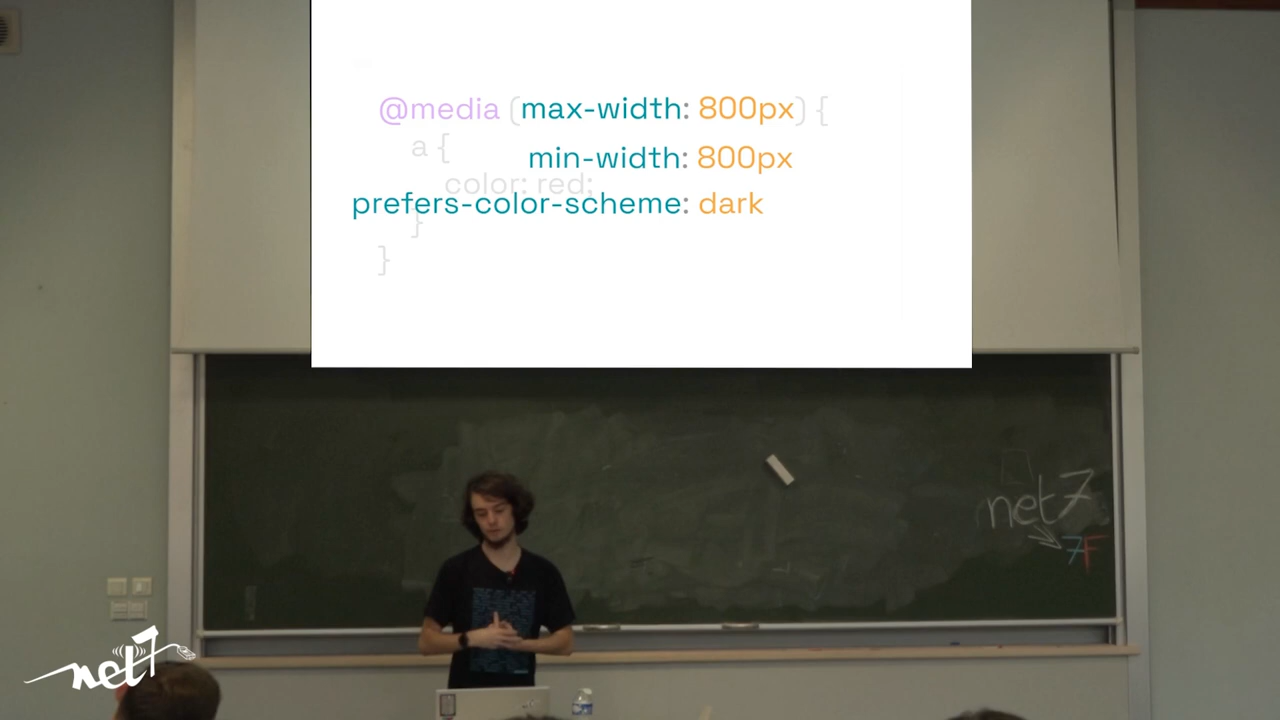 @media (max-width: 800px) {
a {
min-width: 800px
color: red;
prefers-color-scheme: dark
}
}
net7
7F
net7